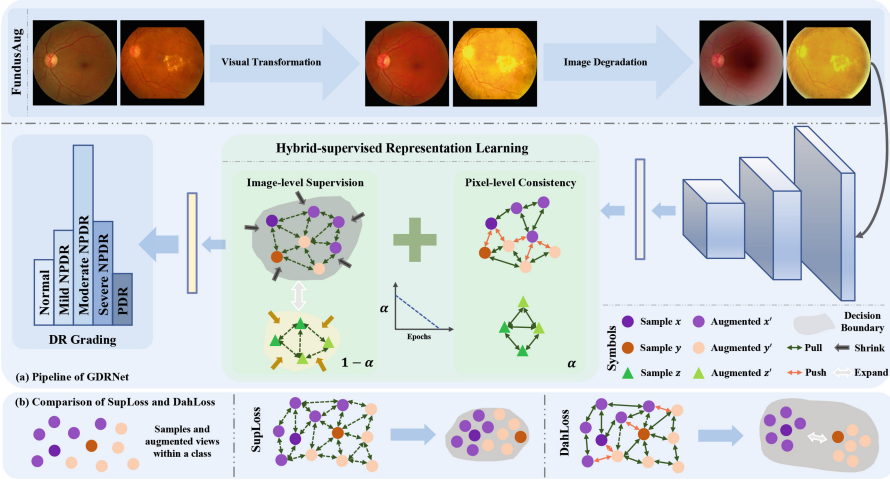 FundusAug
Visual Transformation
Image Degradation
Hybrid-supervised Representation Learning
Image-level Supervision
Pixel-level Consistency
Normal
Mild NPDR
Moderate NPDR
Severe NPDR
PDR
DR Grading
α
Epochs
1 − α
α
Symbols
Sample x
Augmented x′
Decision
Boundary
Sample y
Augmented y′
Pull
Shrink
Sample z
Augmented z′
Push
Expand
(a) Pipeline of GDRNet
(b) Comparison of SupLoss and DahLoss
Samples and
augmented views
within a class
SupLoss
DahLoss